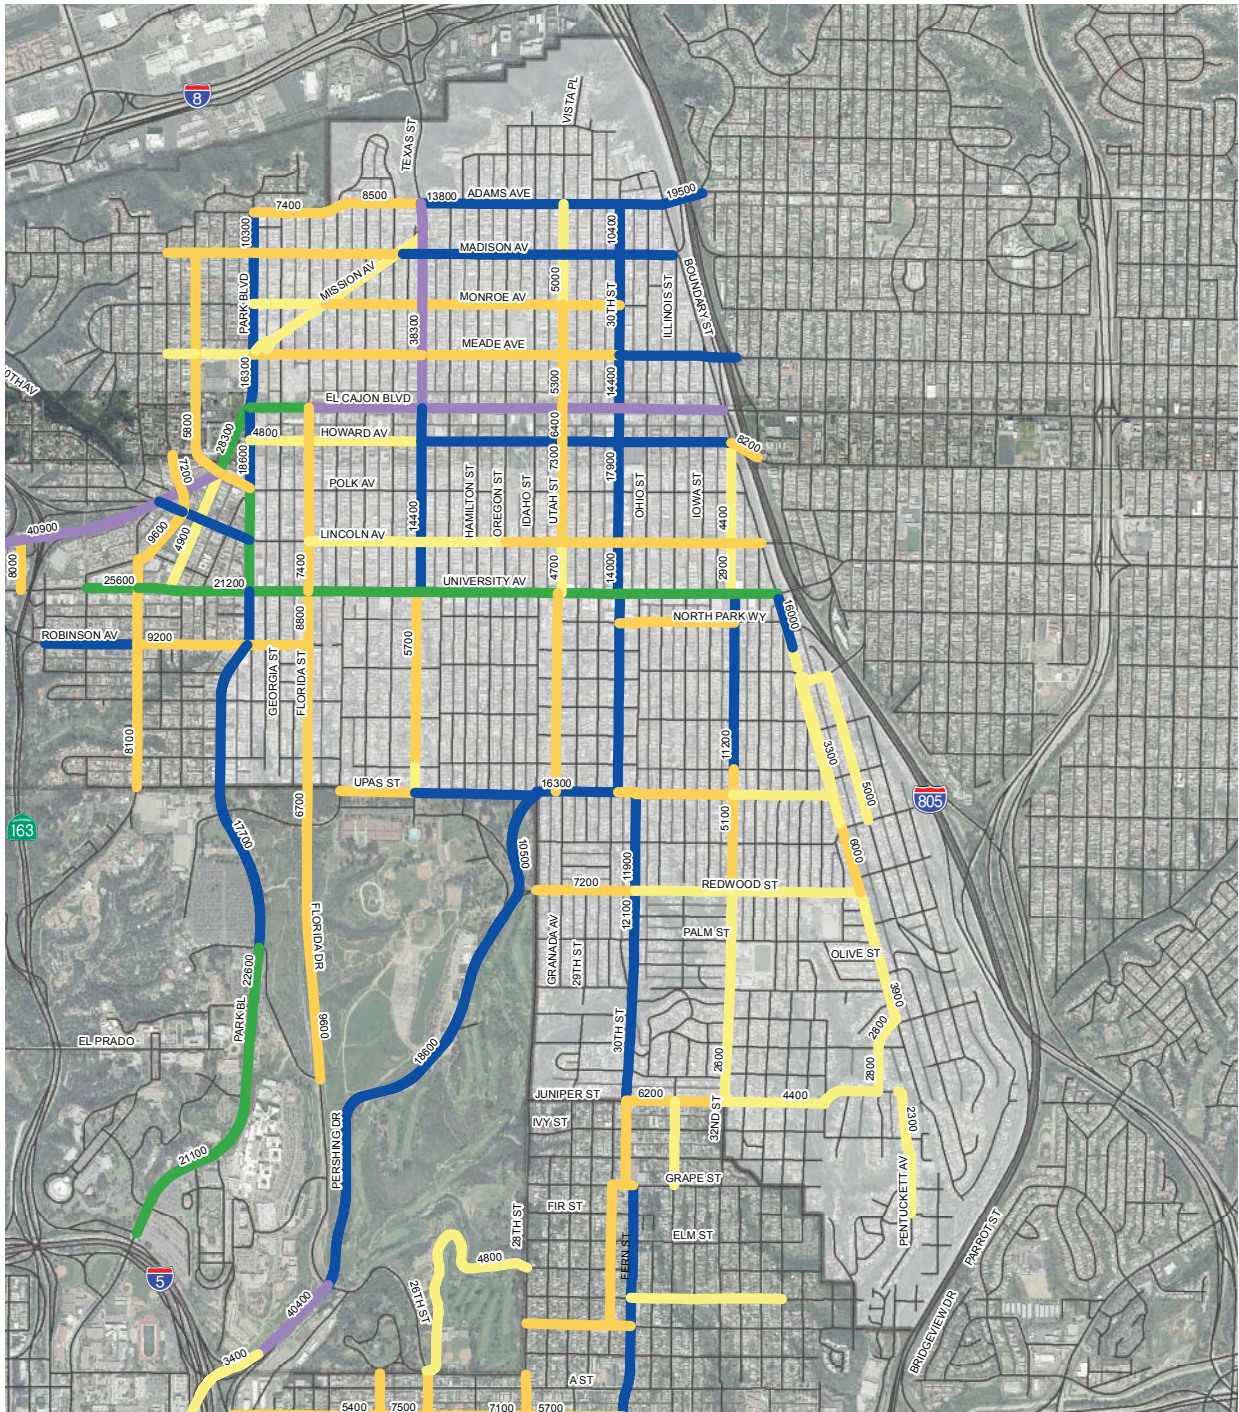 8
VISTA PL
TEXAS ST
7400
8500
13800
ADAMS AVE
19500
10300
10400
MADISON AV
MISSION AV
5000
BOUNDARY ST
PARK BLVD
MONROE AV
30TH ST
ILLINOIS ST
38300
MEADE AVE
16300
5300
14400
0TH AV
EL CAJON BLVD
5800
28300
4800
HOWARD AV
6400
8200
18600
7300
17900
7200
POLK AV
HAMILTON ST
OREGON ST
IDAHO ST
UTAH ST
OHIO ST
IOWA ST
40900
9600
4900
14400
4400
LINCOLN AV
8000
7400
4700
14000
2900
25600
21200
UNIVERSITY AV
16000
ROBINSON AV
9200
8800
5700
NORTH PARK WY
GEORGIA ST
FLORIDA ST
8100
11200
3300
UPAS ST
16300
5000
805
6700
5100
163
17700
10500
11900
6000
7200
REDWOOD ST
12100
FLORIDA DR
GRANADA AV
29TH ST
PALM ST
OLIVE ST
22600
3900
PARK BL
9600
30TH ST
2800
EL PRADO
18600
2600
2800
JUNIPER ST
6200
4400
PERSHING DR
IVY ST
32ND ST
2300
21100
GRAPE ST
PENTUCKETT AV
28TH ST
FIR ST
ELM ST
FERN ST
PARROT ST
5
4800
26TH ST
40400
BRIDGEVIEW DR
3400
A ST
5400
7500
7100
5700